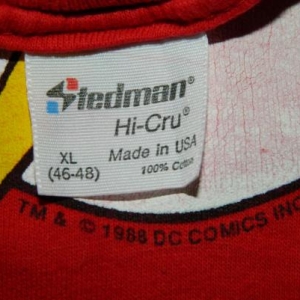 Stedman®
Hi-Cru®
XL
(46-48)
Made in USA
100% Cotton
TM & © 1988 DC COMICS INC